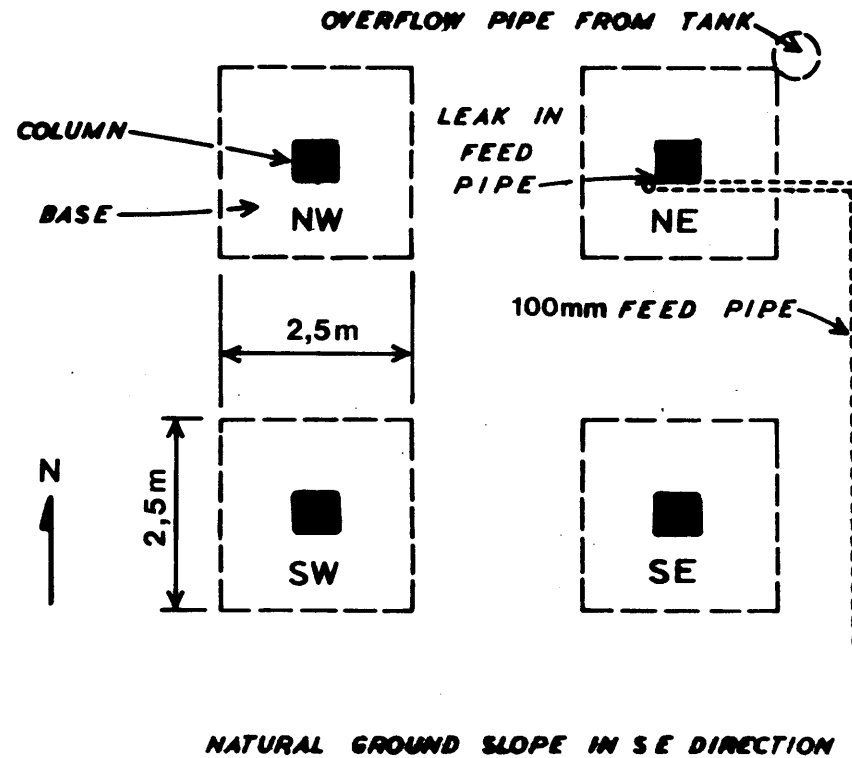 OVERFLOW PIPE FROM TANK
COLUMN
LEAK IN
FEED
PIPE
BASE
NW
NE
100mm FEED PIPE
2,5m
N
2,5m
SW
SE
NATURAL GROUND SLOPE IN SE DIRECTION